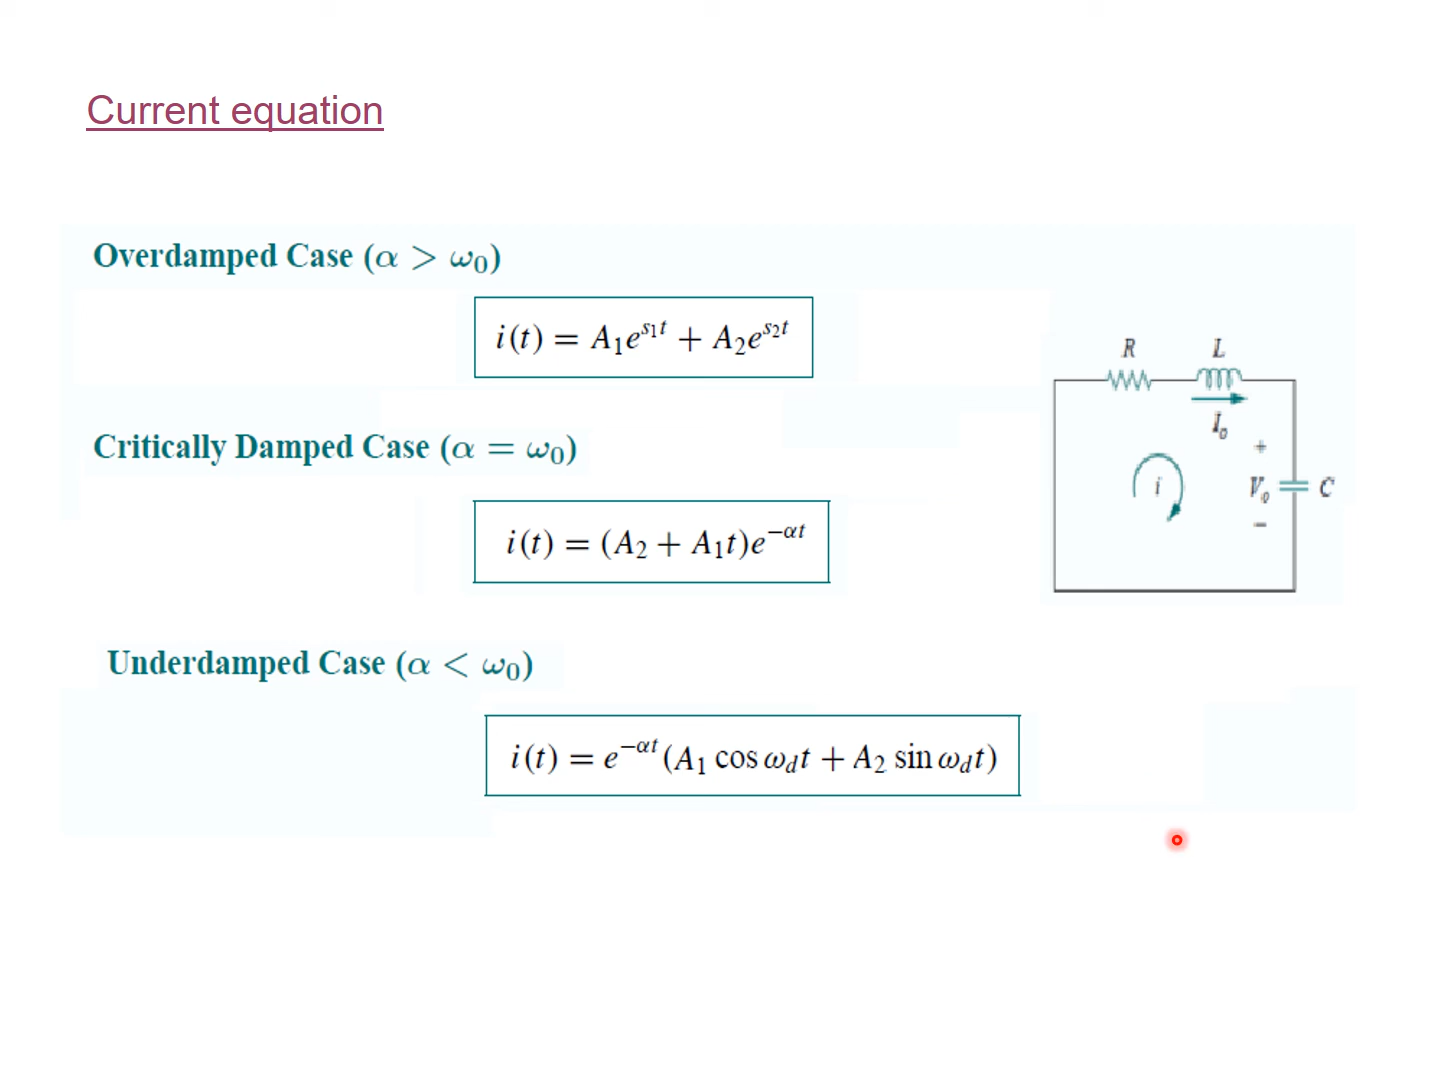 Current equation
Overdamped Case (α > ω₀)
i(t) = A₁e^{s₁t} + A₂e^{s₂t}
Critically Damped Case (α = ω₀)
i(t) = (A₂ + A₁t)e^{−αt}
Underdamped Case (α < ω₀)
i(t) = e^{−αt}(A₁ cos ω_d t + A₂ sin ω_d t)
R L
I₀
+
i V₀ C
−